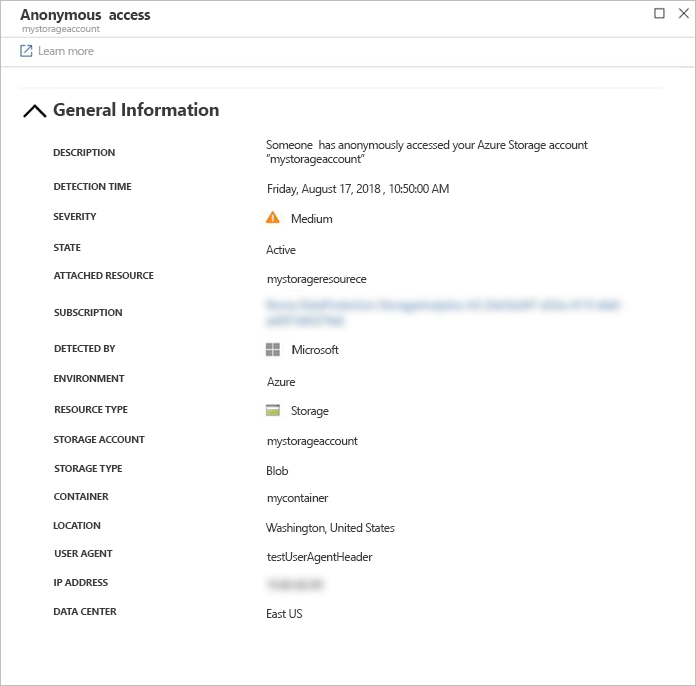 Anonymous access
mystorageaccount
Learn more
General Information
DESCRIPTION
Someone has anonymously accessed your Azure Storage account
"mystorageaccount"
DETECTION TIME
Friday, August 17, 2018 , 10:50:00 AM
SEVERITY
Medium
STATE
Active
ATTACHED RESOURCE
mystorageresourece
SUBSCRIPTION
DETECTED BY
Microsoft
ENVIRONMENT
Azure
RESOURCE TYPE
Storage
STORAGE ACCOUNT
mystorageaccount
STORAGE TYPE
Blob
CONTAINER
mycontainer
LOCATION
Washington, United States
USER AGENT
testUserAgentHeader
IP ADDRESS
DATA CENTER
East US